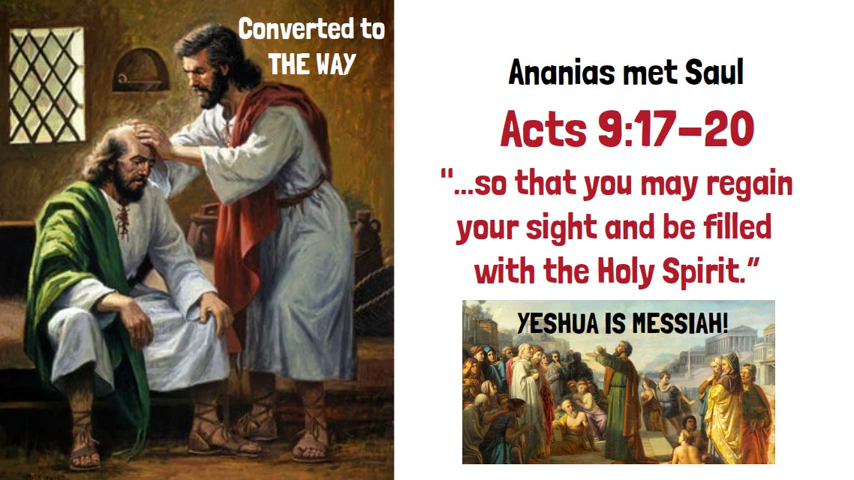 Converted to
THE WAY
Ananias met Saul
Acts 9:17–20
"...so that you may regain
your sight and be filled
with the Holy Spirit."
YESHUA IS MESSIAH!